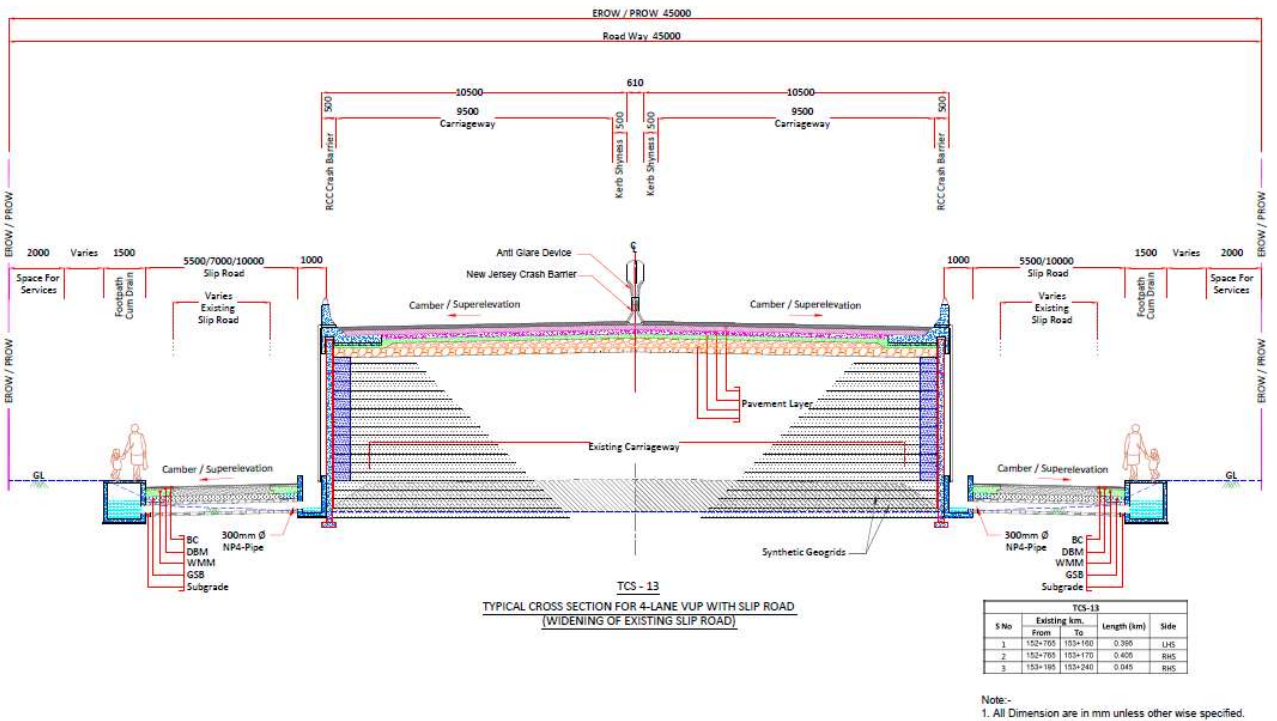 EROW / PROW 45000
Road Way 45000
10500
610
10500
500
9500
Carriageway
500
500
9500
Carriageway
500
RCC Crash Barrier
Kerb Shyness
Kerb Shyness
RCC Crash Barrier
EROW / PROW
EROW / PROW
2000
Varies
1500
5500/7000/10000
1000
Space For
Services
Footpath
Cum Drain
Slip Road
Varies
Existing
Slip Road
Anti Glare Device
New Jersey Crash Barrier
Camber / Superelevation
Camber / Superelevation
1000
5500/10000
1500
Varies
2000
Slip Road
Varies
Existing
Slip Road
Footpath
Cum Drain
Space For
Services
EROW / PROW
EROW / PROW
Pavement Layer
Existing Carriageway
GL
Camber / Superelevation
Camber / Superelevation
GL
300mm Ø
NP4-Pipe
BC
DBM
WMM
GSB
Subgrade
Synthetic Geogrids
300mm Ø
NP4-Pipe
BC
DBM
WMM
GSB
Subgrade
TCS - 13
TYPICAL CROSS SECTION FOR 4-LANE VUP WITH SLIP ROAD
(WIDENING OF EXISTING SLIP ROAD)
TCS-13
S No Existing km. Length (km) Side
From To
1 152+765 153+160 0.395 LHS
2 152+765 153+170 0.405 RHS
3 153+195 153+240 0.045 RHS
Note:-
1. All Dimension are in mm unless other wise specified.